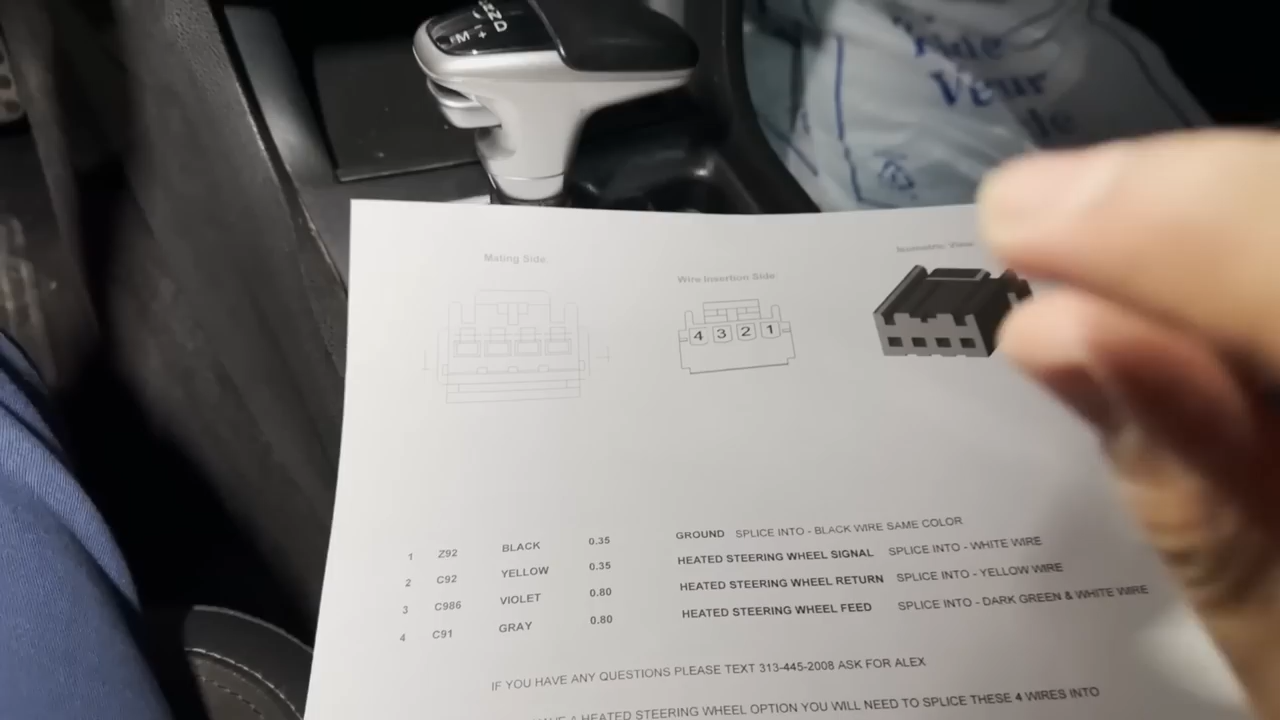 M +
D
Mating Side
Wire Insertion Side:
Isometric View
4 3 2 1
1 Z92 BLACK 0.35 GROUND SPLICE INTO - BLACK WIRE SAME COLOR
2 C92 YELLOW 0.35 HEATED STEERING WHEEL SIGNAL SPLICE INTO - WHITE WIRE
3 C986 VIOLET 0.80 HEATED STEERING WHEEL RETURN SPLICE INTO - YELLOW WIRE
4 C91 GRAY 0.80 HEATED STEERING WHEEL FEED SPLICE INTO - DARK GREEN & WHITE WIRE
IF YOU HAVE ANY QUESTIONS PLEASE TEXT 313-445-2008 ASK FOR ALEX
A HEATED STEERING WHEEL OPTION YOU WILL NEED TO SPLICE THESE 4 WIRES INTO